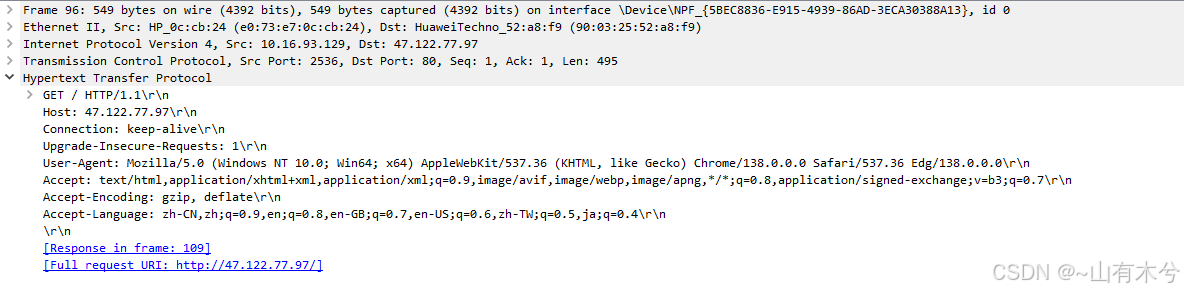 Frame 96: 549 bytes on wire (4392 bits), 549 bytes captured (4392 bits) on interface \Device\NPF_{5BEC8836-E915-4939-86AD-3ECA30388A13}, id 0
Ethernet II, Src: HP_0c:cb:24 (e0:73:e7:0c:cb:24), Dst: HuaweiTechno_52:a8:f9 (90:03:25:52:a8:f9)
Internet Protocol Version 4, Src: 10.16.93.129, Dst: 47.122.77.97
Transmission Control Protocol, Src Port: 2536, Dst Port: 80, Seq: 1, Ack: 1, Len: 495
Hypertext Transfer Protocol
GET / HTTP/1.1\r\n
Host: 47.122.77.97\r\n
Connection: keep-alive\r\n
Upgrade-Insecure-Requests: 1\r\n
User-Agent: Mozilla/5.0 (Windows NT 10.0; Win64; x64) AppleWebKit/537.36 (KHTML, like Gecko) Chrome/138.0.0.0 Safari/537.36 Edg/138.0.0.0\r\n
Accept: text/html,application/xhtml+xml,application/xml;q=0.9,image/avif,image/webp,image/apng,*/*;q=0.8,application/signed-exchange;v=b3;q=0.7\r\n
Accept-Encoding: gzip, deflate\r\n
Accept-Language: zh-CN,zh;q=0.9,en;q=0.8,en-GB;q=0.7,en-US;q=0.6,zh-TW;q=0.5,ja;q=0.4\r\n
\r\n
[Response in frame: 109]
[Full request URI: http://47.122.77.97/]
CSDN @~山有木兮